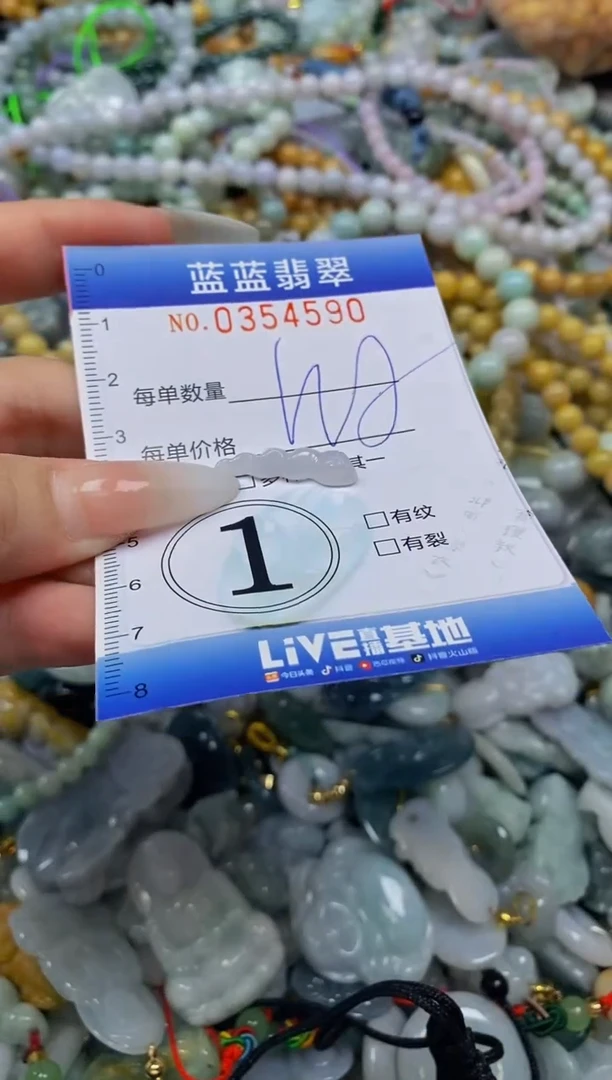 0
蓝蓝翡翠
NO.0354590
1
2
每单数量
3
每单价格
其一
1
□有纹
□有裂
5
6
7
8
LiVE直播基地
今日头条 抖音 抖音火山版